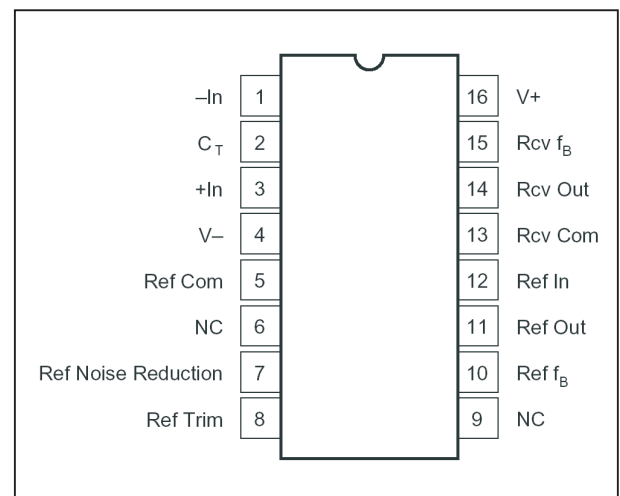 –In 1 16 V+
C_T 2 15 Rcv f_B
+In 3 14 Rcv Out
V– 4 13 Rcv Com
Ref Com 5 12 Ref In
NC 6 11 Ref Out
Ref Noise Reduction 7 10 Ref f_B
Ref Trim 8 9 NC